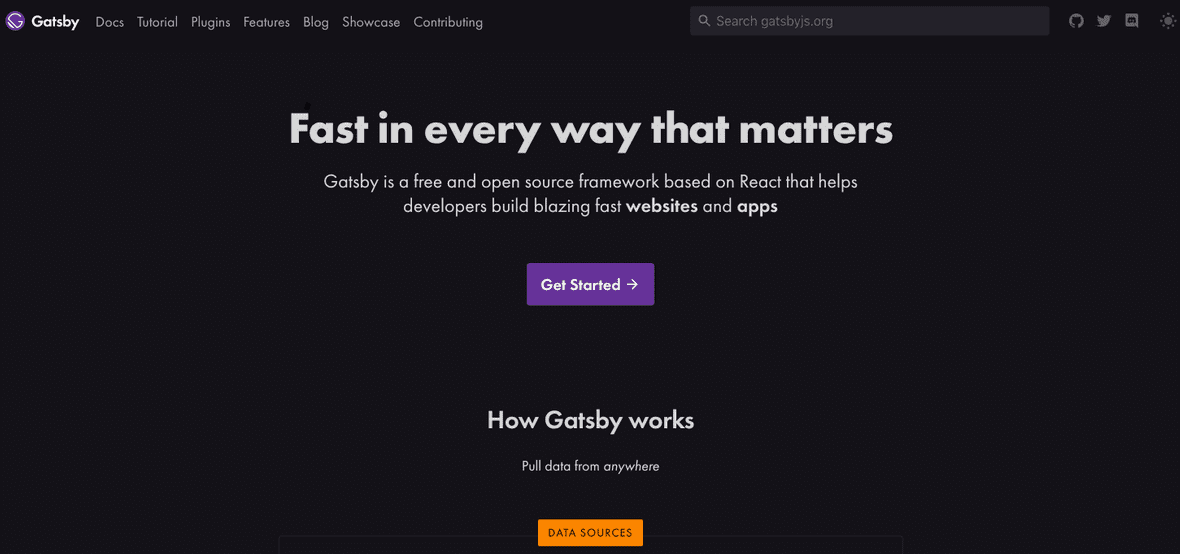 Gatsby Docs Tutorial Plugins Features Blog Showcase Contributing Search gatsbyjs.org
Fast in every way that matters
Gatsby is a free and open source framework based on React that helps
developers build blazing fast websites and apps
Get Started →
How Gatsby works
Pull data from anywhere
DATA SOURCES